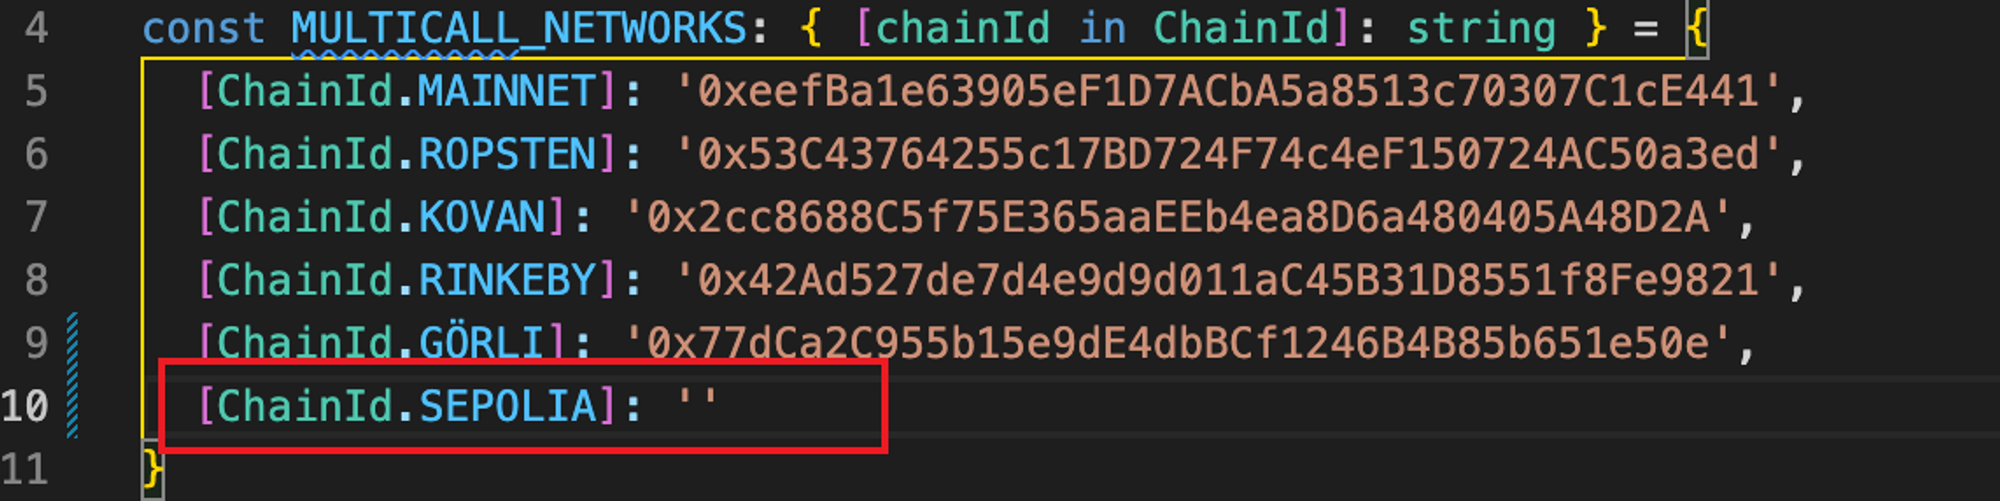 4 const MULTICALL_NETWORKS: { [chainId in ChainId]: string } = {
5 [ChainId.MAINNET]: '0xeefBa1e63905eF1D7ACbA5a8513c70307C1cE441',
6 [ChainId.ROPSTEN]: '0x53C43764255c17BD724F74c4eF150724AC50a3ed',
7 [ChainId.KOVAN]: '0x2cc8688C5f75E365aaEEb4ea8D6a480405A48D2A',
8 [ChainId.RINKEBY]: '0x42Ad527de7d4e9d9d011aC45B31D8551f8Fe9821',
9 [ChainId.GÖRLI]: '0x77dCa2C955b15e9dE4dbBCf1246B4B85b651e50e',
10 [ChainId.SEPOLIA]: ''
11 }